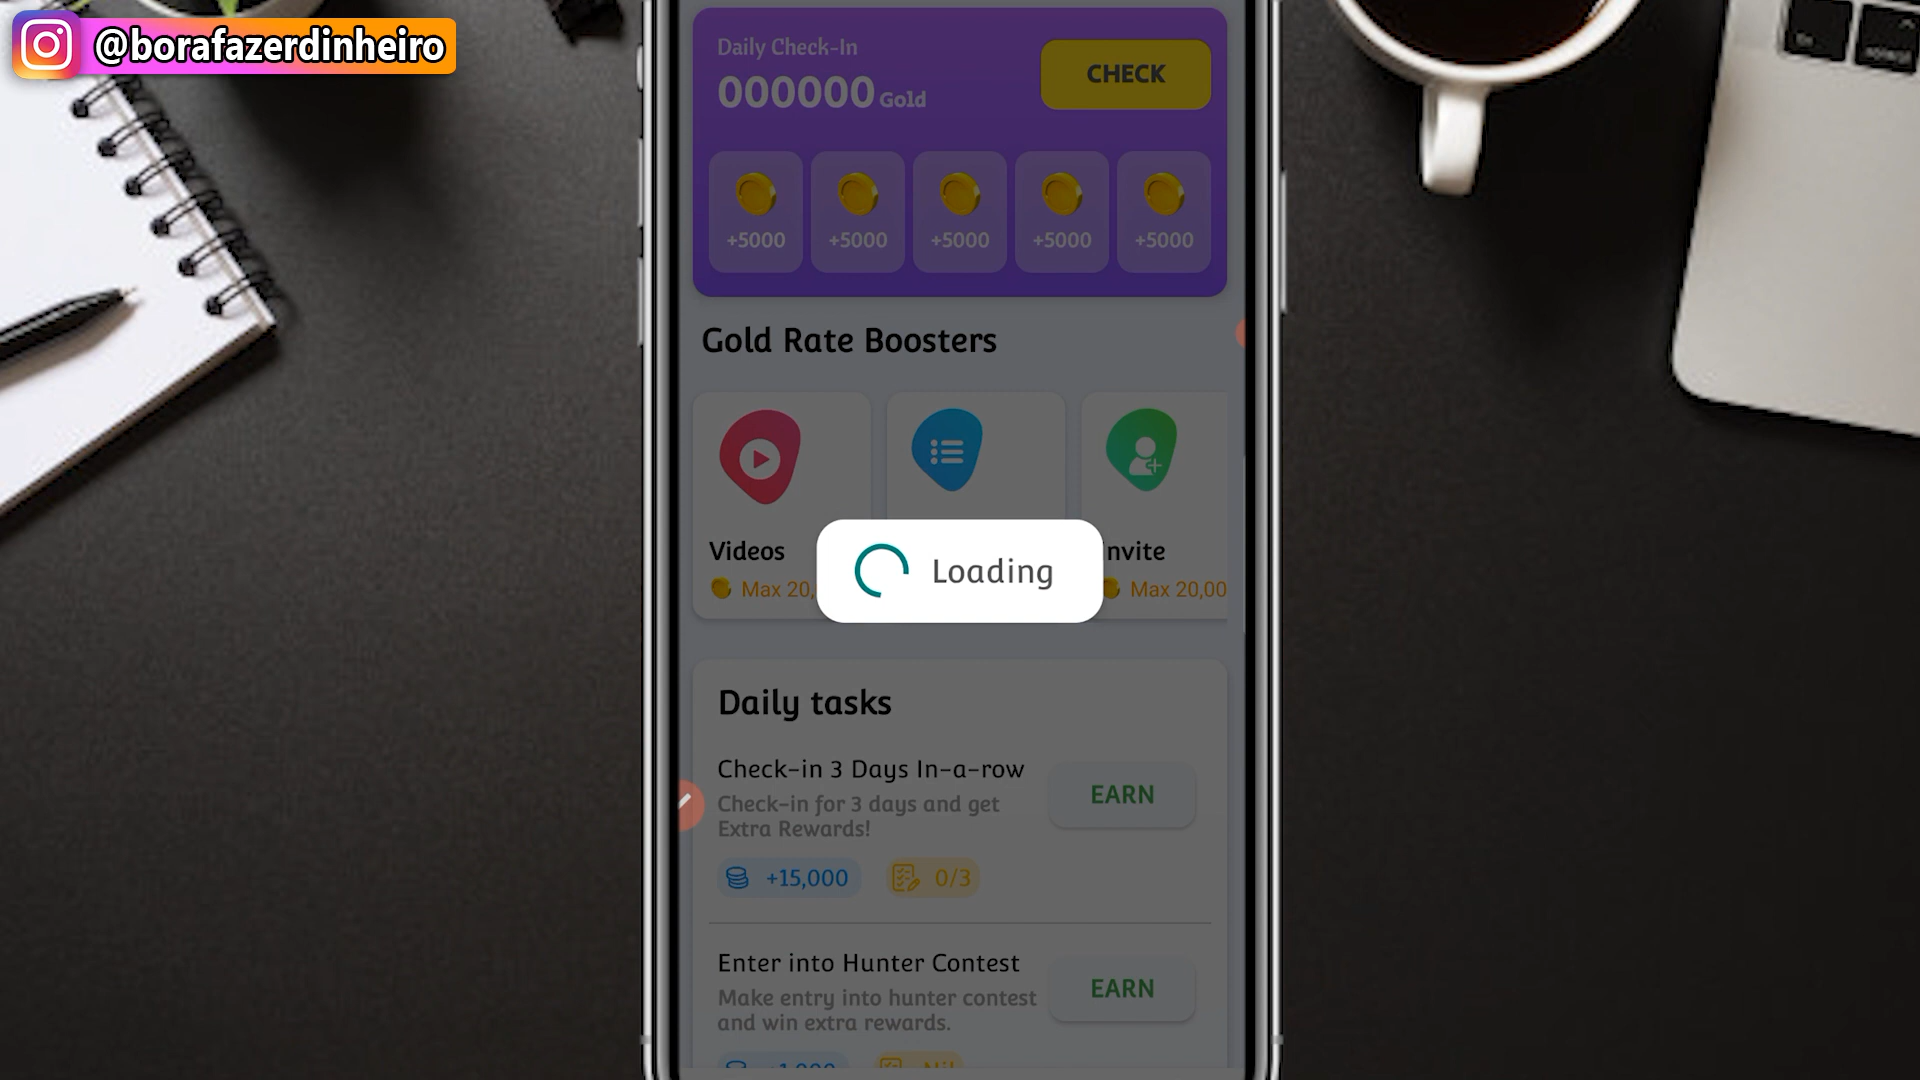 @borafazerdinheiro
Daily Check-In
000000 Gold
CHECK
+5000
+5000
+5000
+5000
+5000
Gold Rate Boosters
Videos
Max 20,
nvite
Max 20,00
Loading
Daily tasks
Check-in 3 Days In-a-row
Check-in for 3 days and get
Extra Rewards!
EARN
+15,000
0/3
Enter into Hunter Contest
Make entry into hunter contest
and win extra rewards.
EARN